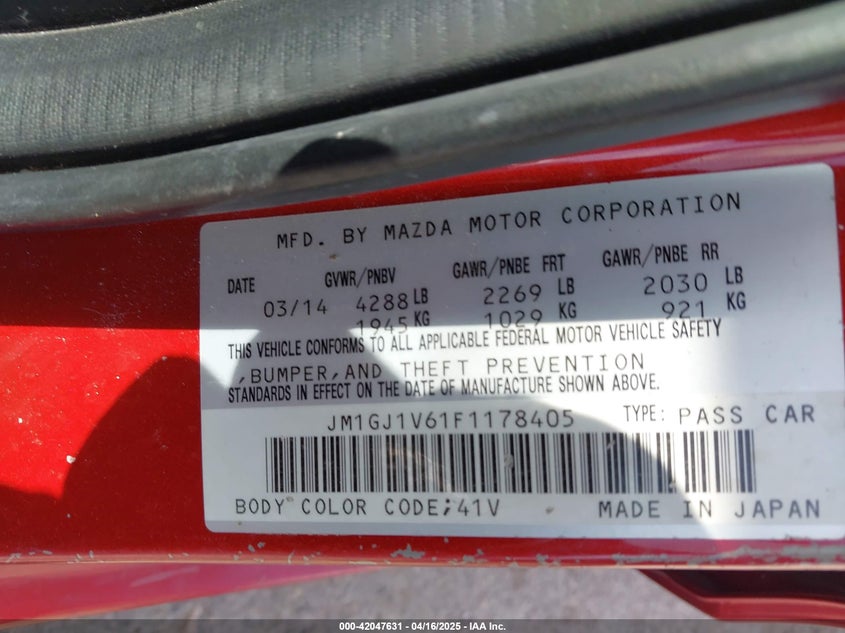 MFD. BY MAZDA MOTOR CORPORATION
DATE GVWR/PNBV GAWR/PNBE FRT GAWR/PNBE RR
03/14 4288 LB 2269 LB 2030 LB
1945 KG 1029 KG 921 KG
THIS VEHICLE CONFORMS TO ALL APPLICABLE FEDERAL MOTOR VEHICLE SAFETY
,BUMPER,AND THEFT PREVENTION
STANDARDS IN EFFECT ON THE DATE OF MANUFACTURE SHOWN ABOVE.
JM1GJ1V61F1178405 TYPE: PASS CAR
BODY COLOR CODE;41V MADE IN JAPAN
000-42047631 - 04/16/2025 - IAA Inc.